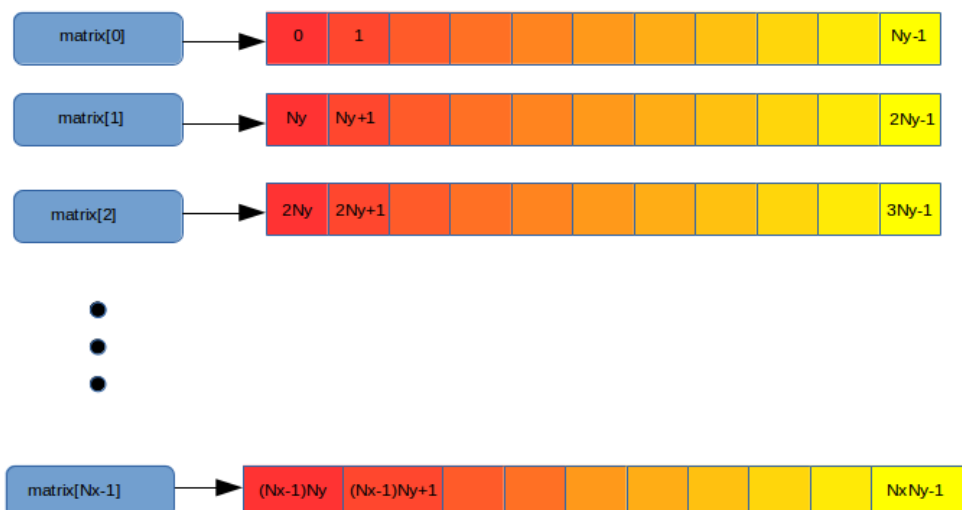 matrix[0] 0 1 Ny-1
matrix[1] Ny Ny+1 2Ny-1
matrix[2] 2Ny 2Ny+1 3Ny-1
matrix[Nx-1] (Nx-1)Ny (Nx-1)Ny+1 NxNy-1